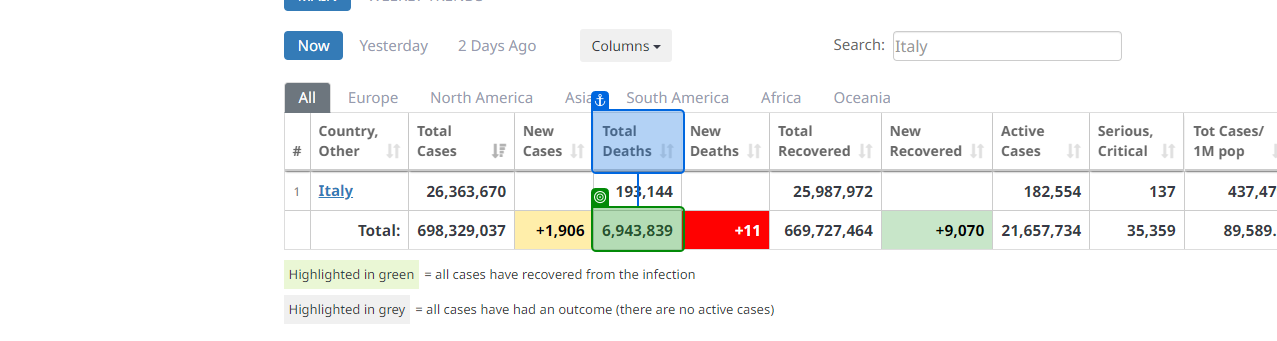 Now Yesterday 2 Days Ago Columns Search: Italy
All Europe North America Asia South America Africa Oceania
# Country, Other Total Cases New Cases Total Deaths New Deaths Total Recovered New Recovered Active Cases Serious, Critical Tot Cases/ 1M pop
1 Italy 26,363,670 193,144 25,987,972 182,554 137 437,47
Total: 698,329,037 +1,906 6,943,839 +11 669,727,464 +9,070 21,657,734 35,359 89,589.
Highlighted in green = all cases have recovered from the infection
Highlighted in grey = all cases have had an outcome (there are no active cases)